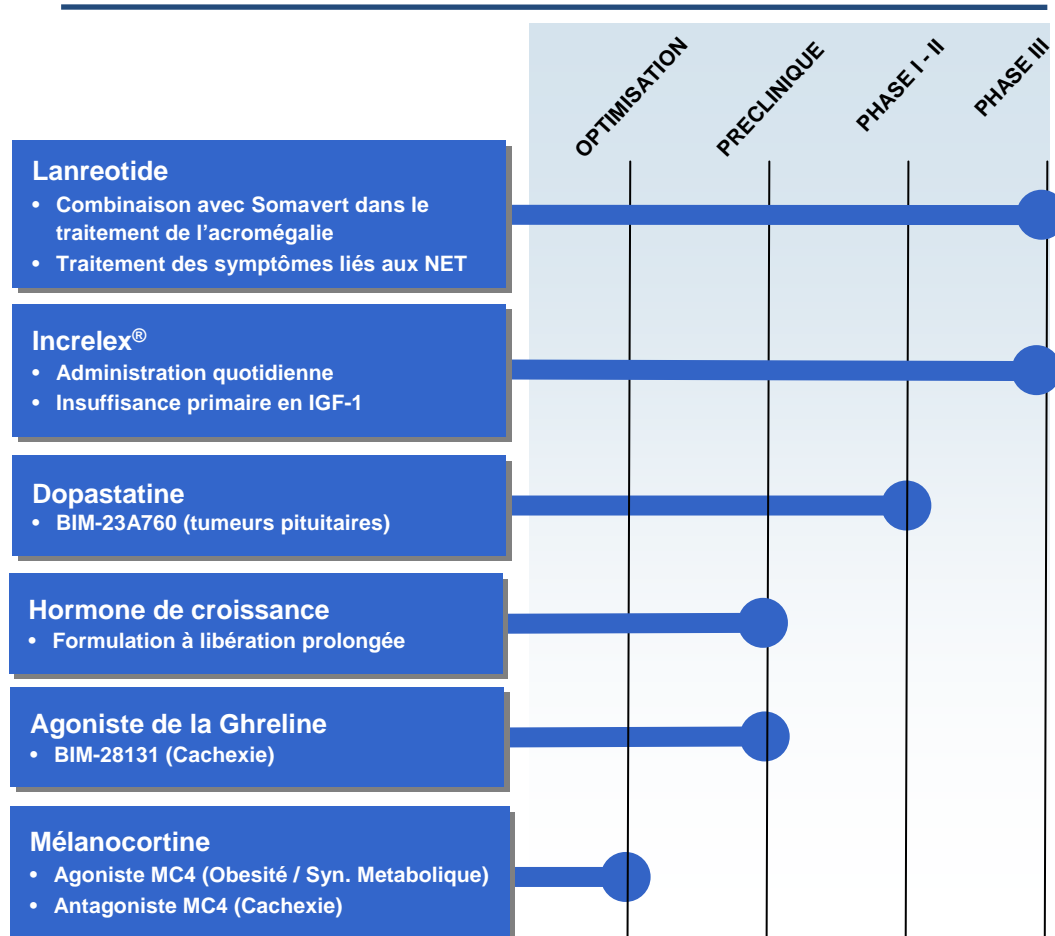 OPTIMISATION
PRECLINIQUE
PHASE I - II
PHASE III
Lanreotide
• Combinaison avec Somavert dans le
traitement de l'acromégalie
• Traitement des symptômes liés aux NET
Increlex®
• Administration quotidienne
• Insuffisance primaire en IGF-1
Dopastatine
• BIM-23A760 (tumeurs pituitaires)
Hormone de croissance
• Formulation à libération prolongée
Agoniste de la Ghreline
• BIM-28131 (Cachexie)
Mélanocortine
• Agoniste MC4 (Obesité / Syn. Metabolique)
• Antagoniste MC4 (Cachexie)